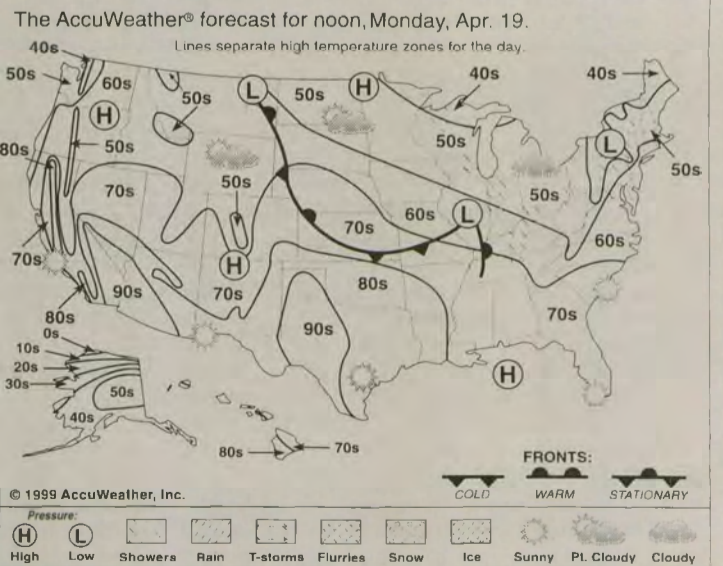 The AccuWeather® forecast for noon, Monday, Apr. 19.
Lines separate high temperature zones for the day.
40s
50s
60s
50s
H
50s
80s
70s
50s
L
50s
H
40s
50s
40s
L
50s
50s
60s
70s
60s
L
H
70s
80s
70s
90s
80s
90s
70s
H
0s
10s
20s
30s
50s
40s
80s
70s
FRONTS:
COLD WARM STATIONARY
© 1999 AccuWeather, Inc.
Pressure:
H L
High Low Showers Rain T-storms Flurries Snow Ice Sunny Pt. Cloudy Cloudy